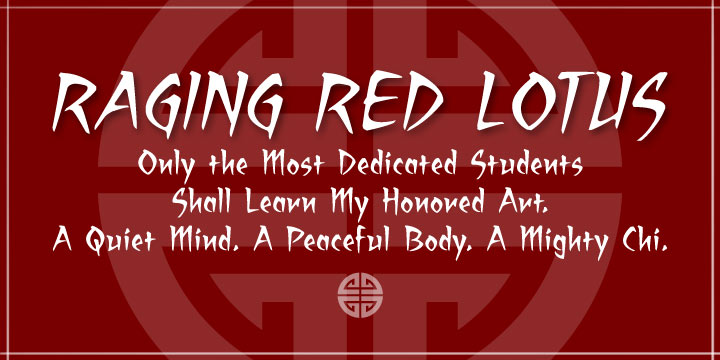 RAGING RED LOTUS
Only the Most Dedicated Students
Shall Learn My Honored Art.
A Quiet Mind. A Peaceful Body. A Mighty Chi.